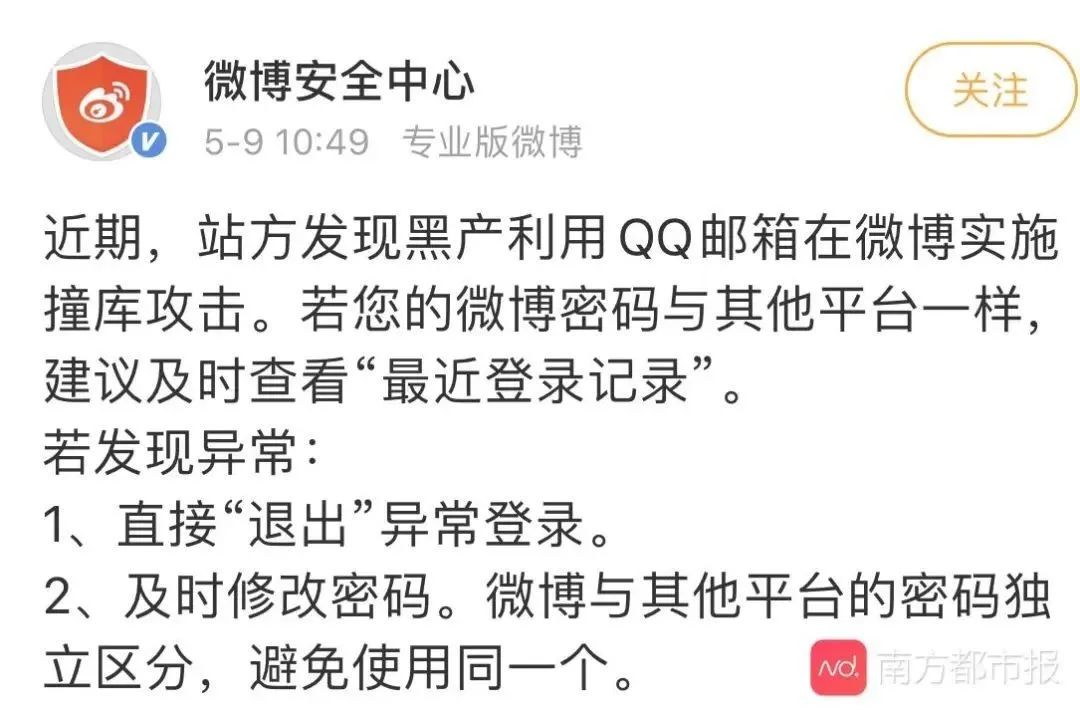 微博安全中心
关注
5-9 10:49 专业版微博
近期，站方发现黑产利用QQ邮箱在微博实施
撞库攻击。若您的微博密码与其他平台一样，
建议及时查看“最近登录记录”。
若发现异常：
1、直接“退出”异常登录。
2、及时修改密码。微博与其他平台的密码独
立区分，避免使用同一个。
nd.
南方都市报